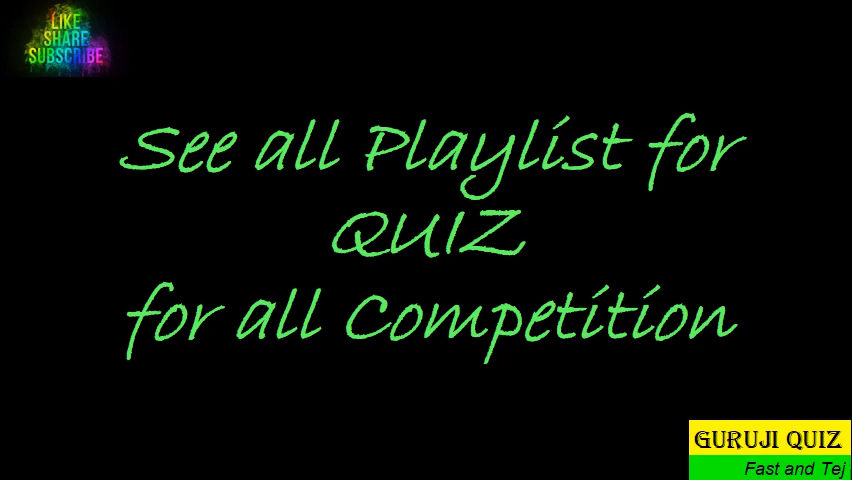 LIKE
SHARE
SUBSCRIBE
See all Playlist for
QUIZ
for all Competition
GURUJI QUIZ
Fast and Tej